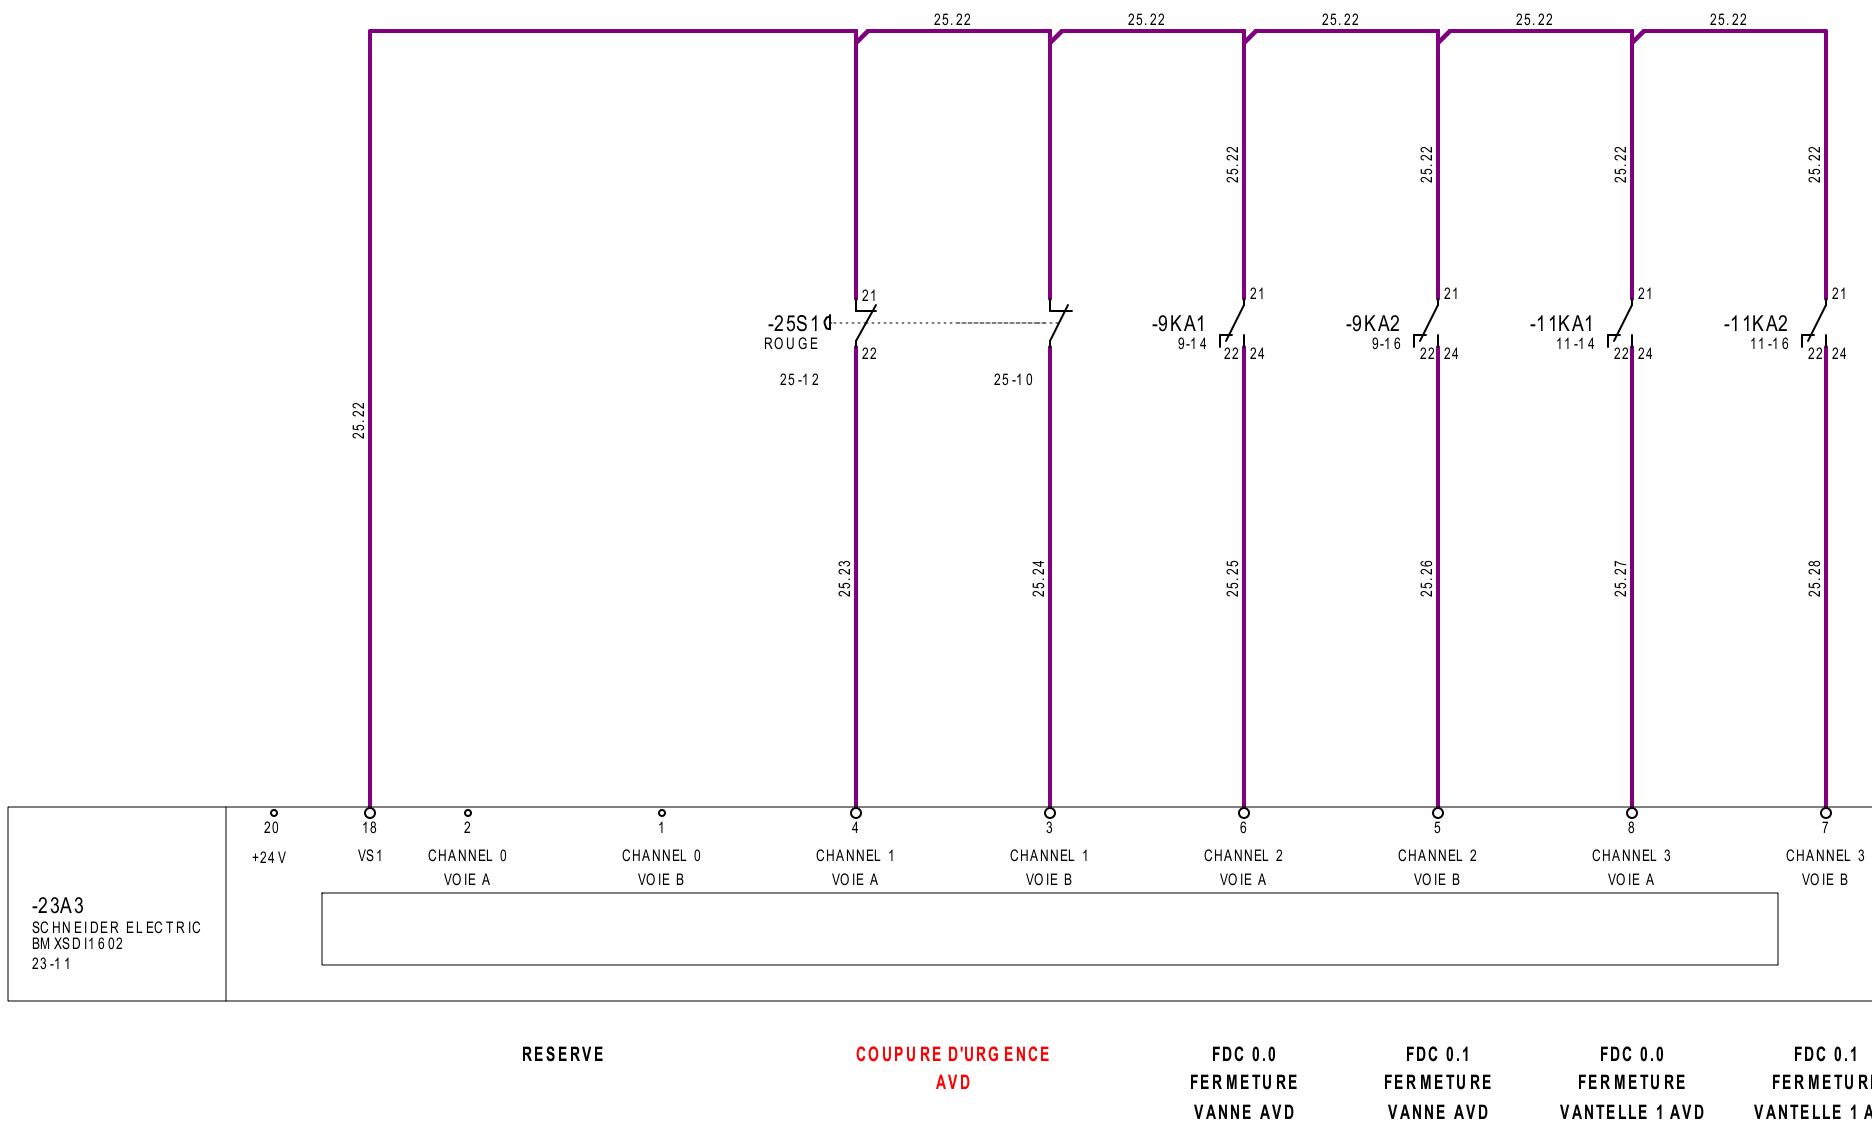 25.22 25.22 25.22 25.22 25.22
25.22 25.22 25.22 25.22
21 21 21 21 21
-25S1 -9KA1 -9KA2 -11KA1 -11KA2
ROUGE 9-14 9-16 11-14 11-16
22 22 24 22 24 22 24 22 24
25-12 25-10
25.22
25.23 25.24 25.25 25.26 25.27 25.28
20 18 2 1 4 3 6 5 8 7
+24V VS1 CHANNEL 0 CHANNEL 0 CHANNEL 1 CHANNEL 1 CHANNEL 2 CHANNEL 2 CHANNEL 3 CHANNEL 3
VOIE A VOIE B VOIE A VOIE B VOIE A VOIE B VOIE A VOIE B
-23A3
SCHNEIDER ELECTRIC
BMXSDI1602
23-11
RESERVE COUPURE D'URGENCE FDC 0.0 FDC 0.1 FDC 0.0 FDC 0.1
AVD FERMETURE FERMETURE FERMETURE FERMETURE
VANNE AVD VANNE AVD VANTELLE 1 AVD VANTELLE 1 A